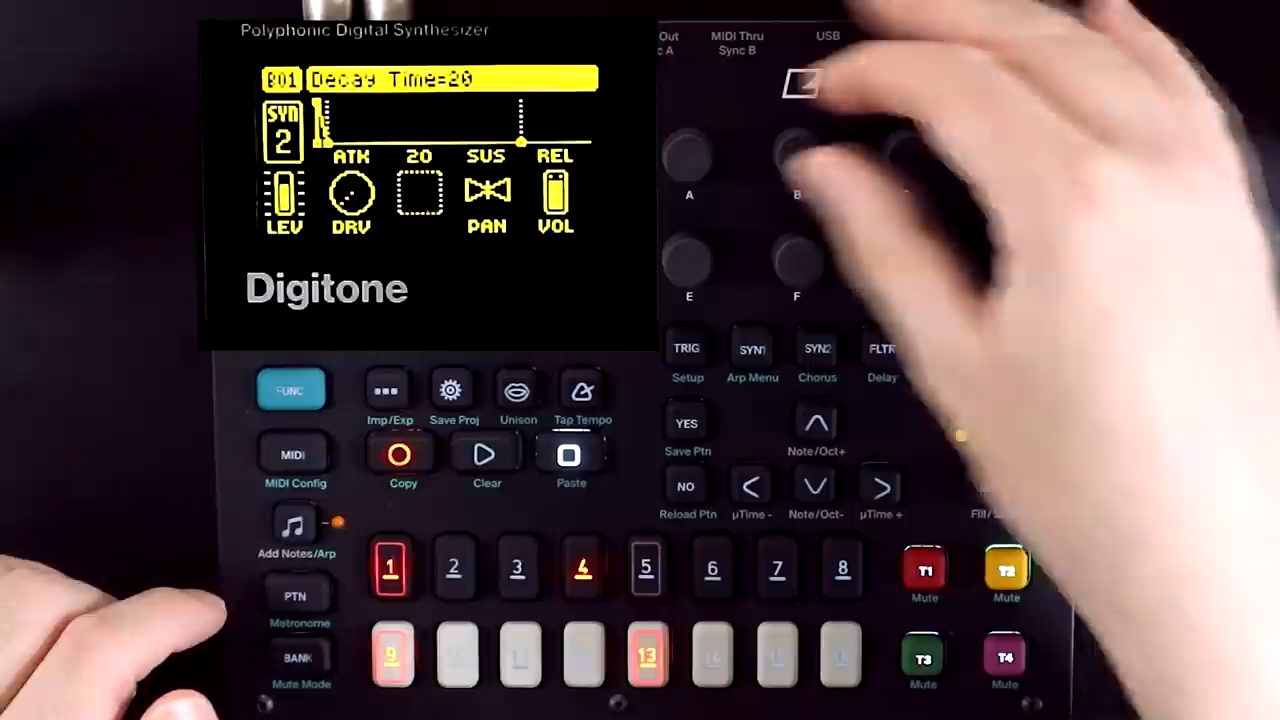 Polyphonic Digital Synthesizer
Out
MIDI Thru
USB
c A
Sync B
B01 Decay Time=20
SYN
2
ATK 20 SUS REL
LEV DRV PAN VOL
Digitone
A
B
E
F
TRIG SYN1 SYN2 FLTR
Setup Arp Menu Chorus Delay
FUNC
Imp/Exp Save Proj Unison Tap Tempo
YES
Save Ptn Note/Oct+
MIDI
MIDI Config Copy Clear Paste
NO
Reload Ptn µTime - Note/Oct- µTime +
Add Notes/Arp
1 2 3 4 5 6 7 8 T1 T2
Mute Mute
PTN
Metronome
BANK
9 13 14 T3 T4
Mute Mode Mute Mute